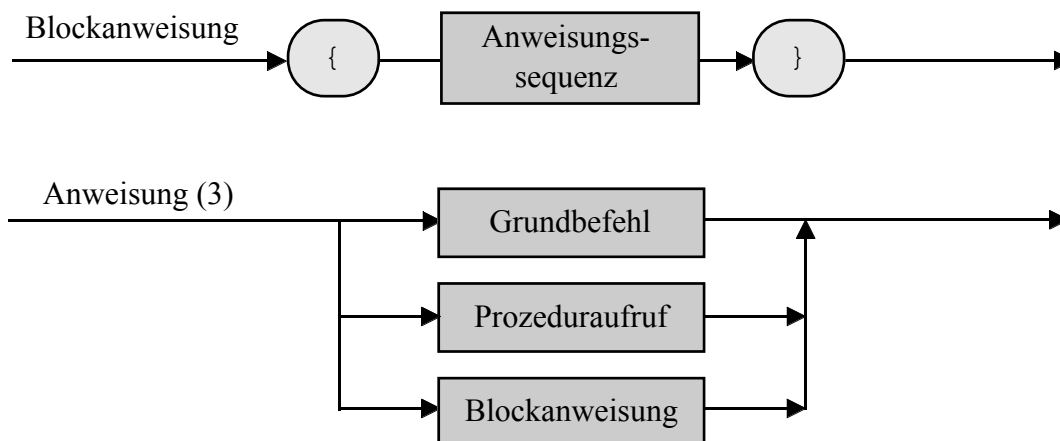 Blockanweisung
{
Anweisungs-
sequenz
}
Anweisung (3)
Grundbefehl
Prozeduraufruf
Blockanweisung